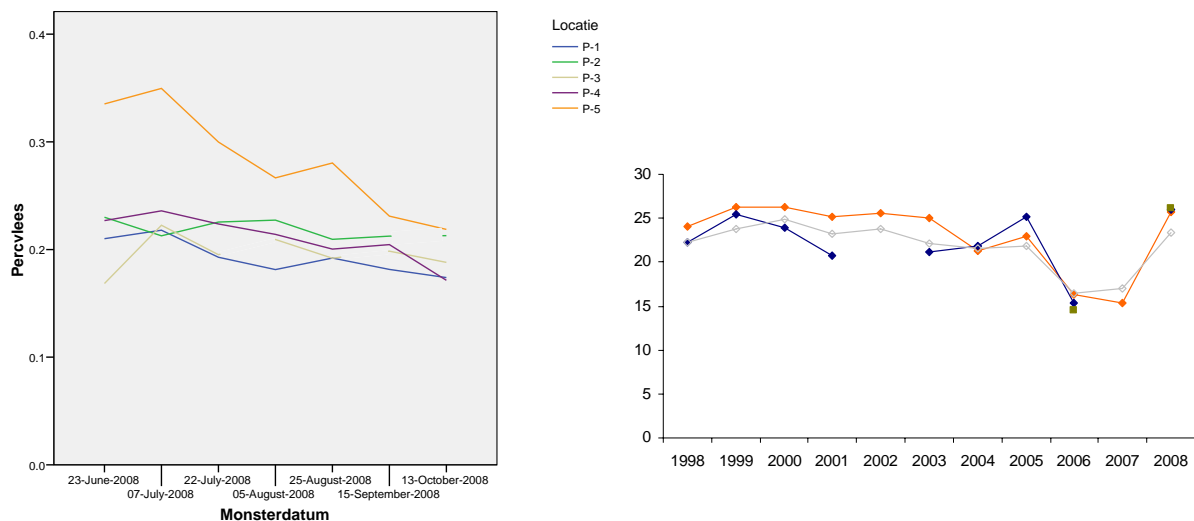 Locatie
P-1
P-2
P-3
P-4
P-5
Percvlees
0.4
0.3
0.2
0.1
0.0
23-June-2008 22-July-2008 25-August-2008 13-October-2008
07-July-2008 05-August-2008 15-September-2008
Monsterdatum
30
25
20
15
10
5
0
1998 1999 2000 2001 2002 2003 2004 2005 2006 2007 2008